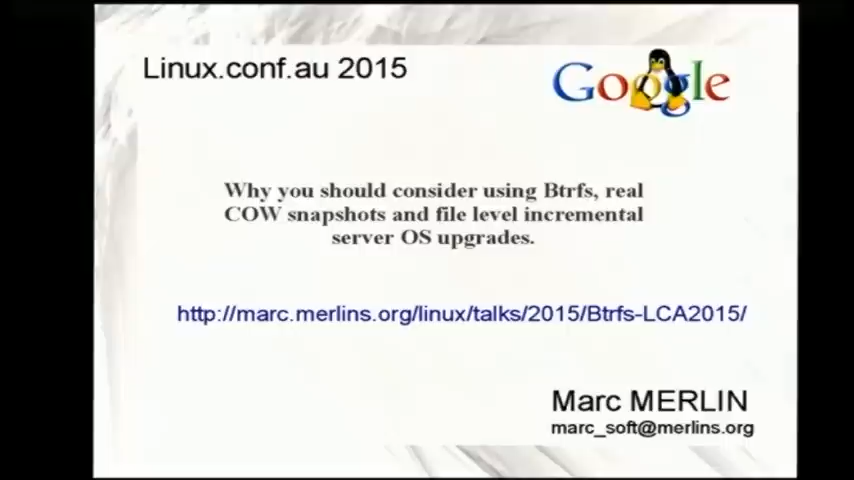 Linux.conf.au 2015
Google
Why you should consider using Btrfs, real
COW snapshots and file level incremental
server OS upgrades.
http://marc.merlins.org/linux/talks/2015/Btrfs-LCA2015/
Marc MERLIN
marc_soft@merlins.org